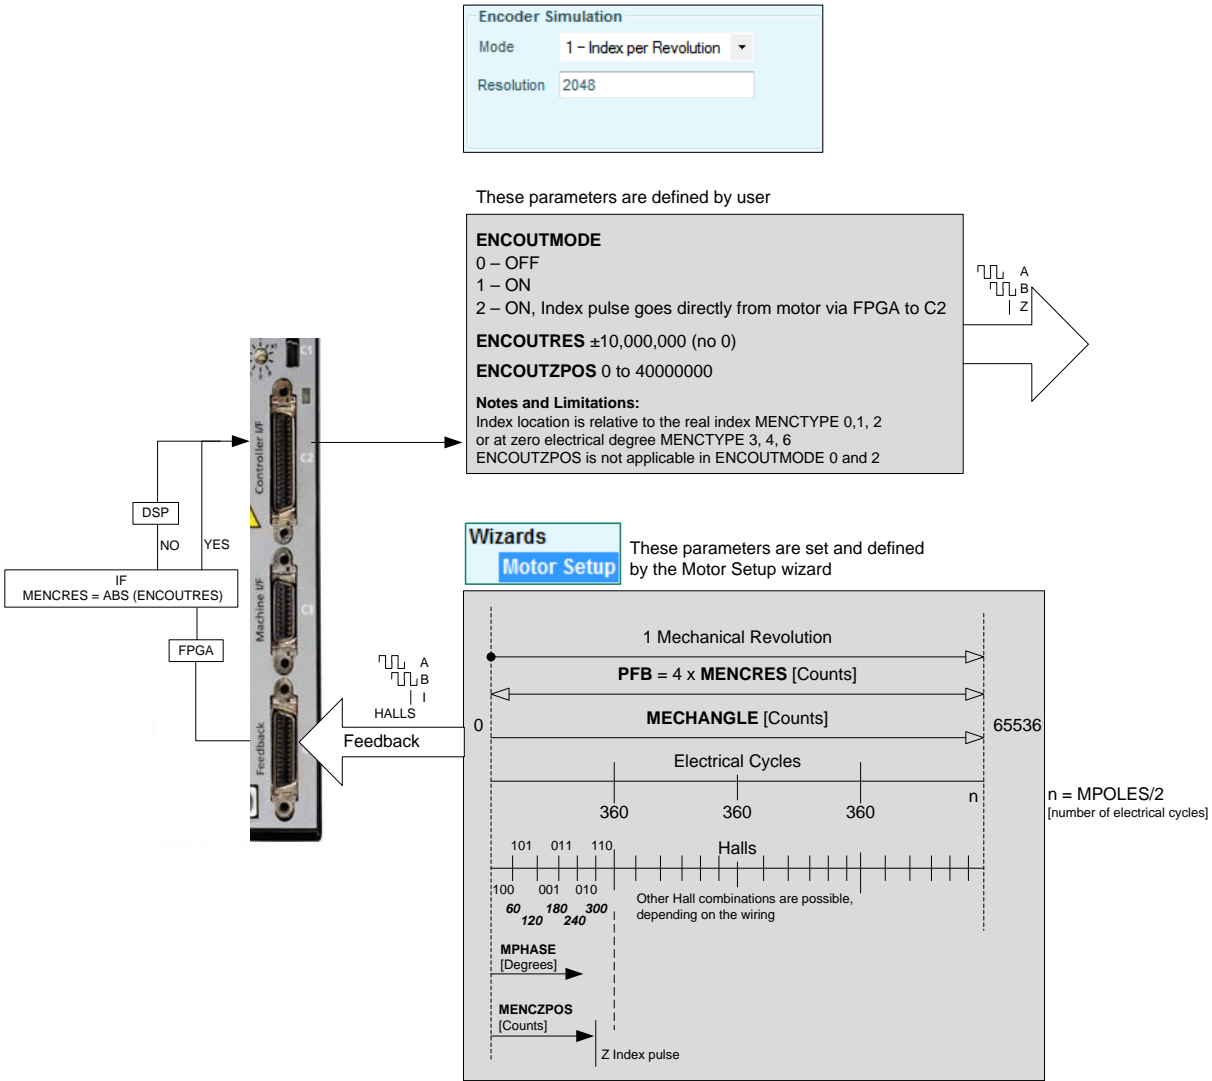 Encoder Simulation
Mode
1 – Index per Revolution
Resolution
2048
These parameters are defined by user
ENCOUTMODE
0 – OFF
1 – ON
2 – ON, Index pulse goes directly from motor via FPGA to C2
ENCOUTRES ±10,000,000 (no 0)
ENCOUTZPOS 0 to 40000000
Notes and Limitations:
Index location is relative to the real index MENCTYPE 0,1, 2
or at zero electrical degree MENCTYPE 3, 4, 6
ENCOUTZPOS is not applicable in ENCOUTMODE 0 and 2
A
B
Z
C1
Controller I/F
C2
Machine I/F
C3
Feedback
DSP
NO
YES
IF
MENCRES = ABS (ENCOUTRES)
FPGA
Wizards
Motor Setup
These parameters are set and defined
by the Motor Setup wizard
A
B
I
HALLS
Feedback
1 Mechanical Revolution
PFB = 4 x MENCRES [Counts]
0
MECHANGLE [Counts]
65536
Electrical Cycles
n
360
360
360
n = MPOLES/2
[number of electrical cycles]
101
011
110
Halls
100
001
010
60
120
180
240
300
Other Hall combinations are possible,
depending on the wiring
MPHASE
[Degrees]
MENCZPOS
[Counts]
Z Index pulse